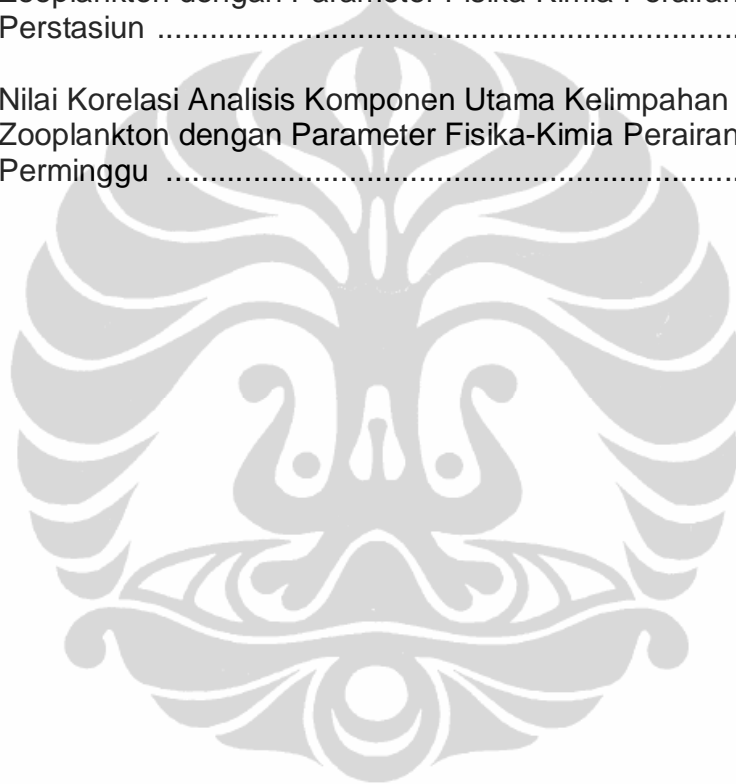 Zooplankton dengan Parameter Fisika-Kimia Perairan
Perstasiun ....................................................................
Nilai Korelasi Analisis Komponen Utama Kelimpahan
Zooplankton dengan Parameter Fisika-Kimia Perairan
Perminggu ...................................................................